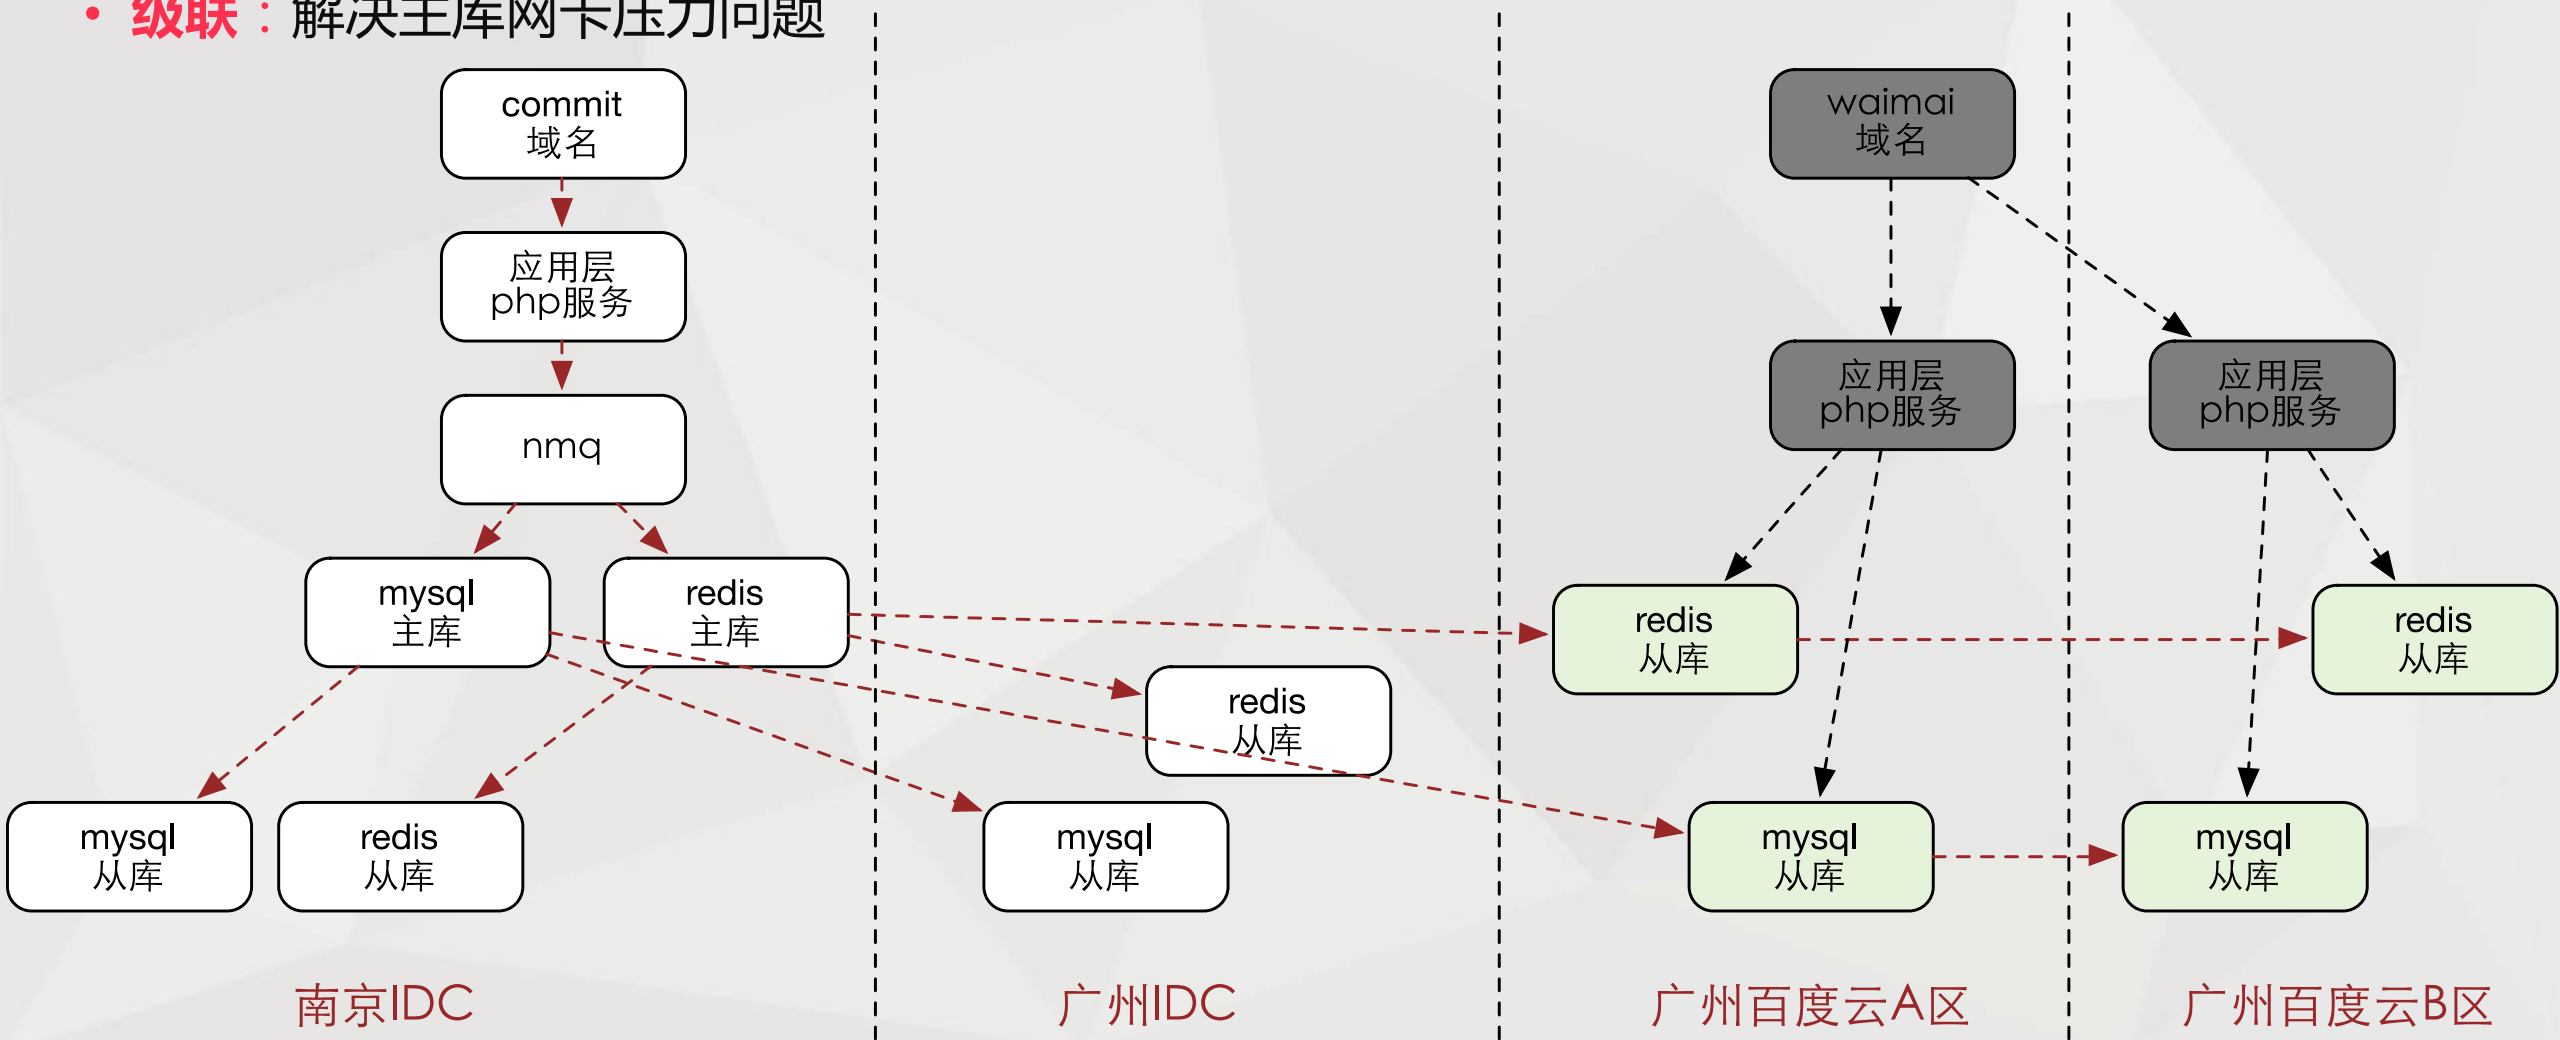 • 级联：解决主库网卡压力问题
commit
域名
waimai
域名
应用层
php服务
nmq
应用层
php服务
应用层
php服务
mysql
主库
redis
主库
redis
从库
redis
从库
redis
从库
mysql
从库
redis
从库
mysql
从库
mysql
从库
mysql
从库
南京IDC
广州IDC
广州百度云A区
广州百度云B区